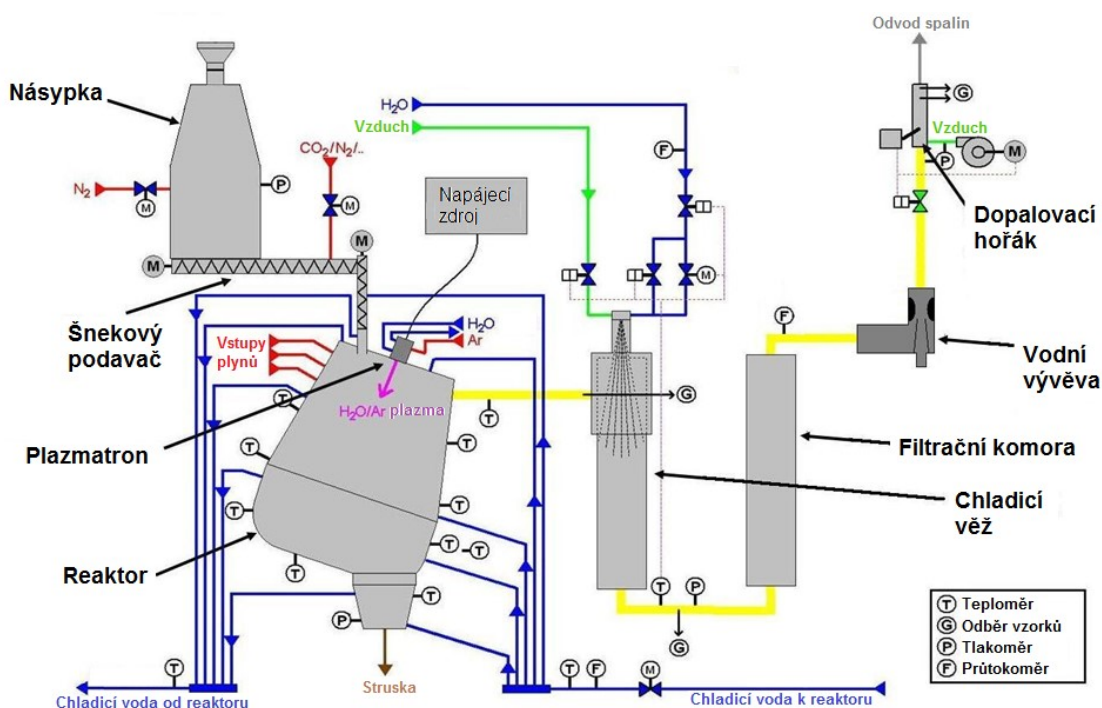 Odvod spalin
Násypka
H₂O
Vzduch
G
Vzduch
CO₂/N₂/..
F
M
P
N₂
P
Napájecí
zdroj
M
M
Dopalovací
hořák
M
M
M
Šnekový
podavač
H₂O
Vstupy
plynů
Ar
F
Vodní
vývěva
T
H₂O/Ar plazma
G
T
Plazmatron
T
T
Filtrační komora
T
T
Chladicí
věž
T
T
Reaktor
T
T
T
P
T Teploměr
P
G Odběr vzorků
G
P Tlakoměr
F Průtokoměr
T
Struska
T
F
M
Chladicí voda od reaktoru
Chladicí voda k reaktoru